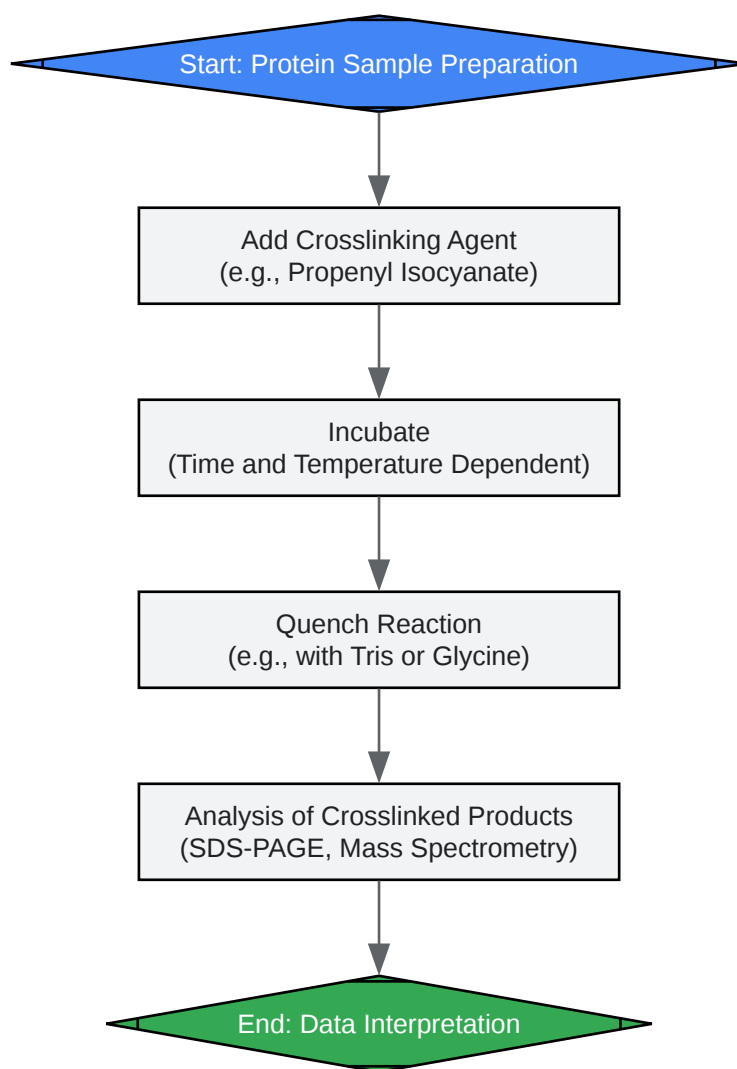 Start: Protein Sample Preparation
Add Crosslinking Agent
(e.g., Propenyl Isocyanate)
Incubate
(Time and Temperature Dependent)
Quench Reaction
(e.g., with Tris or Glycine)
Analysis of Crosslinked Products
(SDS-PAGE, Mass Spectrometry)
End: Data Interpretation